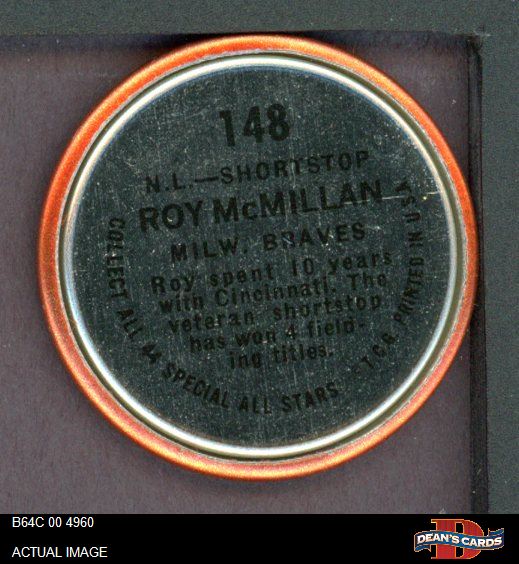 148
N.L.—SHORTSTOP
ROY McMILLAN
MILW. BRAVES
Roy spent 10 years
with Cincinnati. The
veteran shortstop
has won 4 field-
ing titles.
COLLECT ALL 44 SPECIAL ALL STARS T.C.G. PRINTED IN U.S.A.
B64C 00 4960
ACTUAL IMAGE
D
DEAN'S CARDS